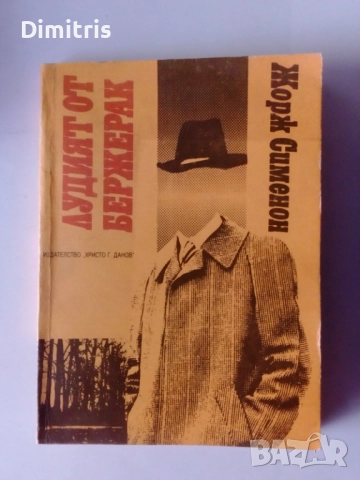 Dimitris
ЛУДИЯТ ОТ
БЕРЖЕРАК
Жорж Сименон
ИЗДАТЕЛСТВО „ХРИСТО Г. ДАНОВ“
BAZAR